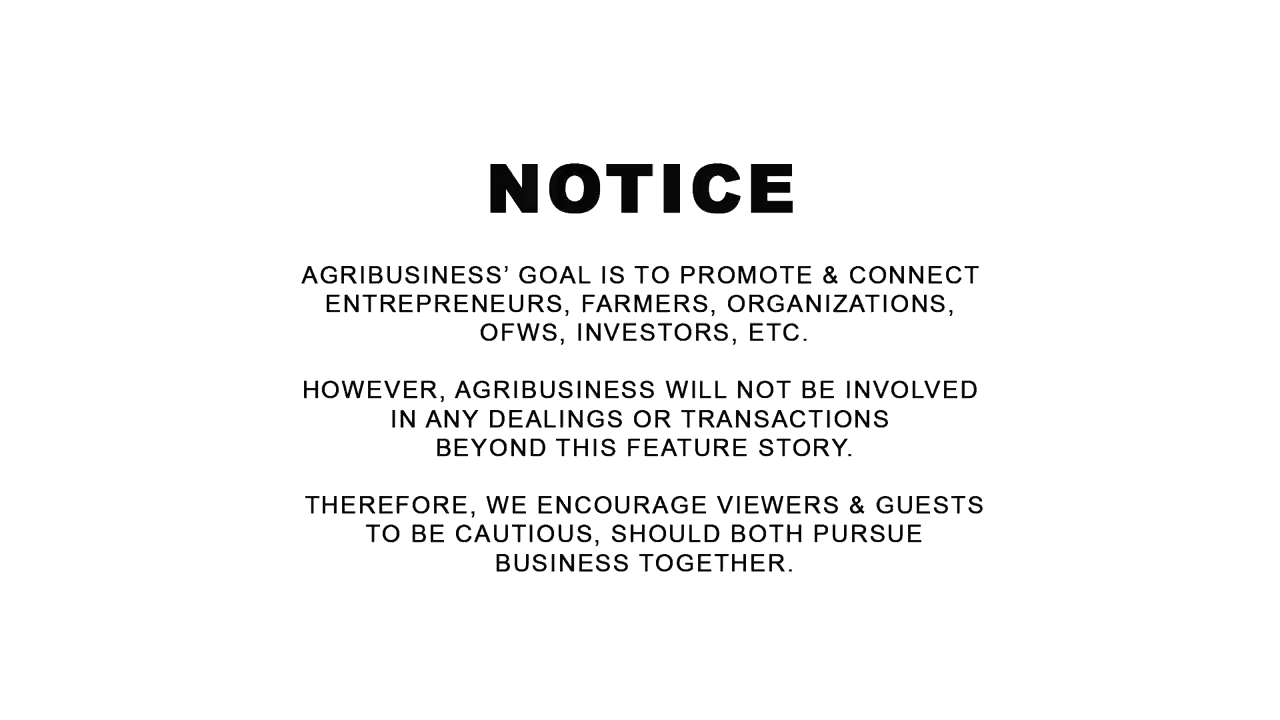 NOTICE
AGRIBUSINESS’ GOAL IS TO PROMOTE & CONNECT
ENTREPRENEURS, FARMERS, ORGANIZATIONS,
OFWS, INVESTORS, ETC.
HOWEVER, AGRIBUSINESS WILL NOT BE INVOLVED
IN ANY DEALINGS OR TRANSACTIONS
BEYOND THIS FEATURE STORY.
THEREFORE, WE ENCOURAGE VIEWERS & GUESTS
TO BE CAUTIOUS, SHOULD BOTH PURSUE
BUSINESS TOGETHER.